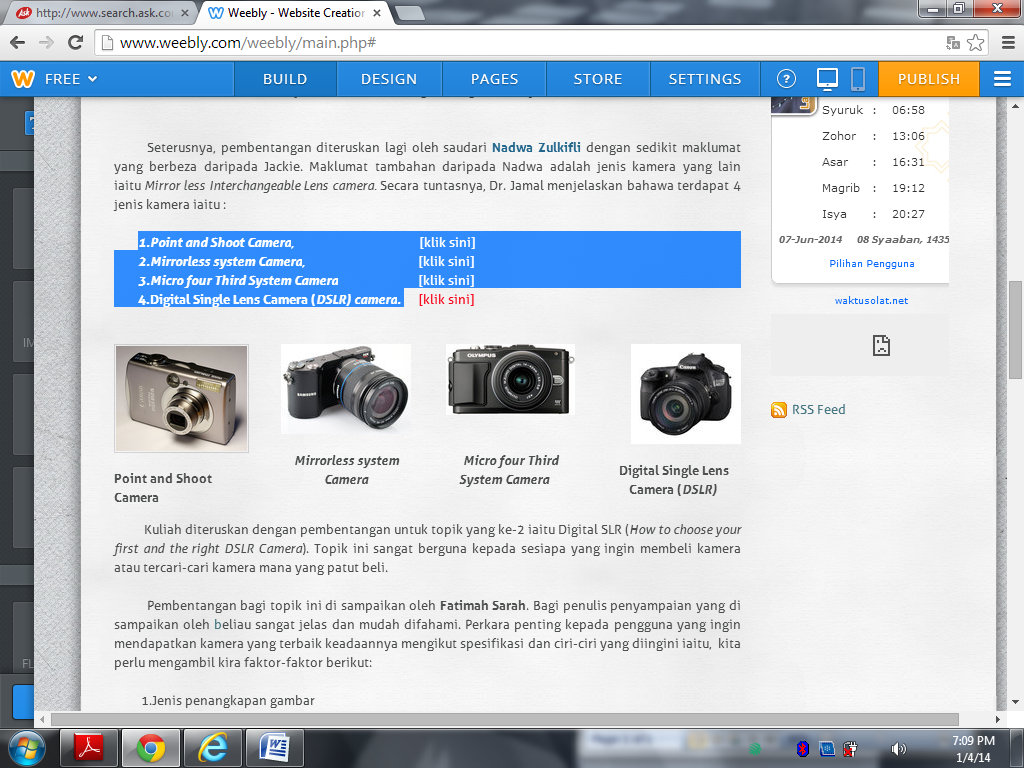 http://www.search.ask.co
Weebly - Website Creation
www.weebly.com/weebly/main.php#
FREE
BUILD
DESIGN
PAGES
STORE
SETTINGS
?
PUBLISH
Seterusnya, pembentangan diteruskan lagi oleh saudari Nadwa Zulkifli dengan sedikit maklumat
yang berbeza daripada Jackie. Maklumat tambahan daripada Nadwa adalah jenis kamera yang lain
iaitu Mirror less Interchangeable Lens camera. Secara tuntasnya, Dr. Jamal menjelaskan bahawa terdapat 4
jenis kamera iaitu :
1.Point and Shoot Camera, [klik sini]
2.Mirrorless system Camera, [klik sini]
3.Micro four Third System Camera [klik sini]
4.Digital Single Lens Camera (DSLR) camera. [klik sini]
SAMSUNG
OLYMPUS
Canon
Point and Shoot
Camera
Mirrorless system
Camera
Micro four Third
System Camera
Digital Single Lens
Camera (DSLR)
Kuliah diteruskan dengan pembentangan untuk topik yang ke-2 iaitu Digital SLR (How to choose your
first and the right DSLR Camera). Topik ini sangat berguna kepada sesiapa yang ingin membeli kamera
atau tercari-cari kamera mana yang patut beli.
Pembentangan bagi topik ini di sampaikan oleh Fatimah Sarah. Bagi penulis penyampaian yang di
sampaikan oleh beliau sangat jelas dan mudah difahami. Perkara penting kepada pengguna yang ingin
mendapatkan kamera yang terbaik keadaannya mengikut spesifikasi dan ciri-ciri yang diingini iaitu, kita
perlu mengambil kira faktor-faktor berikut:
1.Jenis penangkapan gambar
Syuruk : 06:58
Zohor : 13:06
Asar : 16:31
Magrib : 19:12
Isya : 20:27
07-Jun-2014 08 Syaaban, 1435
Pilihan Pengguna
waktusolat.net
RSS Feed
7:09 PM
1/4/14